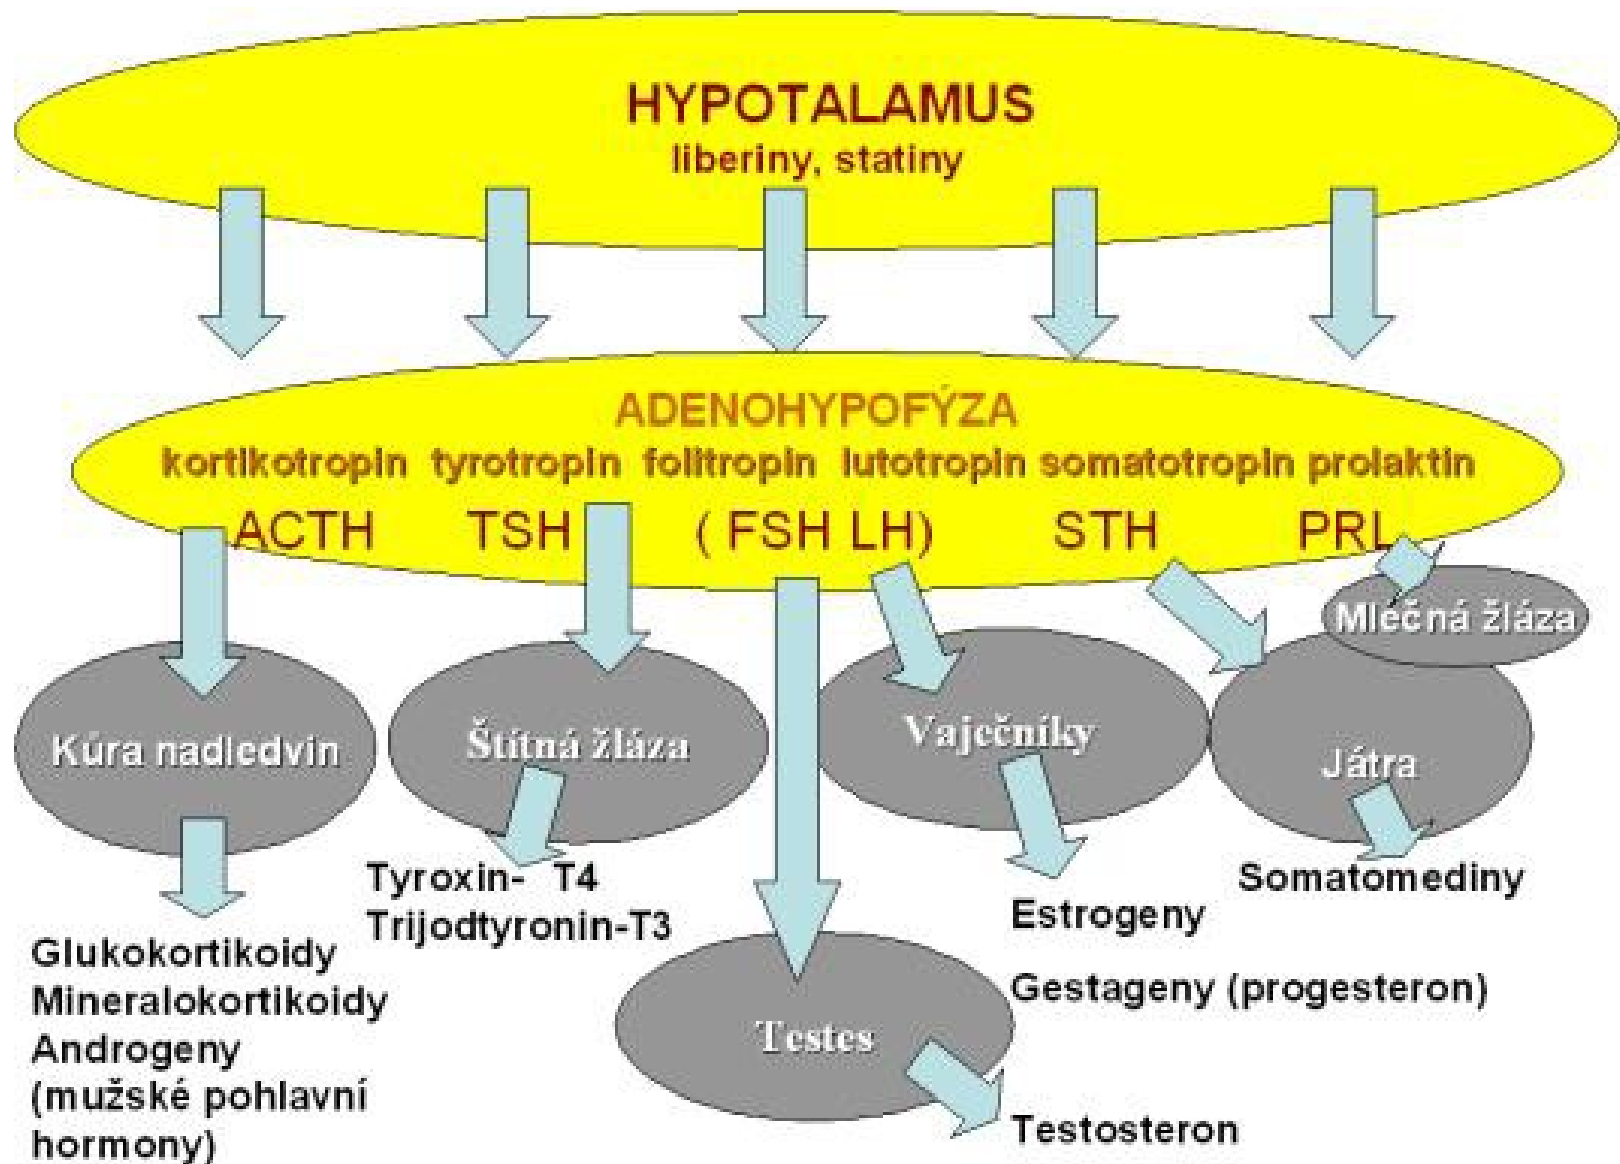 HYPOTALAMUS
liberiny, statiny
ADENOHYPOFÝZA
kortikotropin tyrotropin folitropin lutotropin somatotropin prolaktin
ACTH TSH ( FSH LH) STH PRL
Mléčná žláza
Kůra nadledvin
Štítná žláza
Vaječníky
Játra
Tyroxin- T4
Trijodtyronin-T3
Somatomediny
Estrogeny
Gestageny (progesteron)
Glukokortikoidy
Mineralokortikoidy
Androgeny
(mužské pohlavní
hormony)
Testes
Testosteron